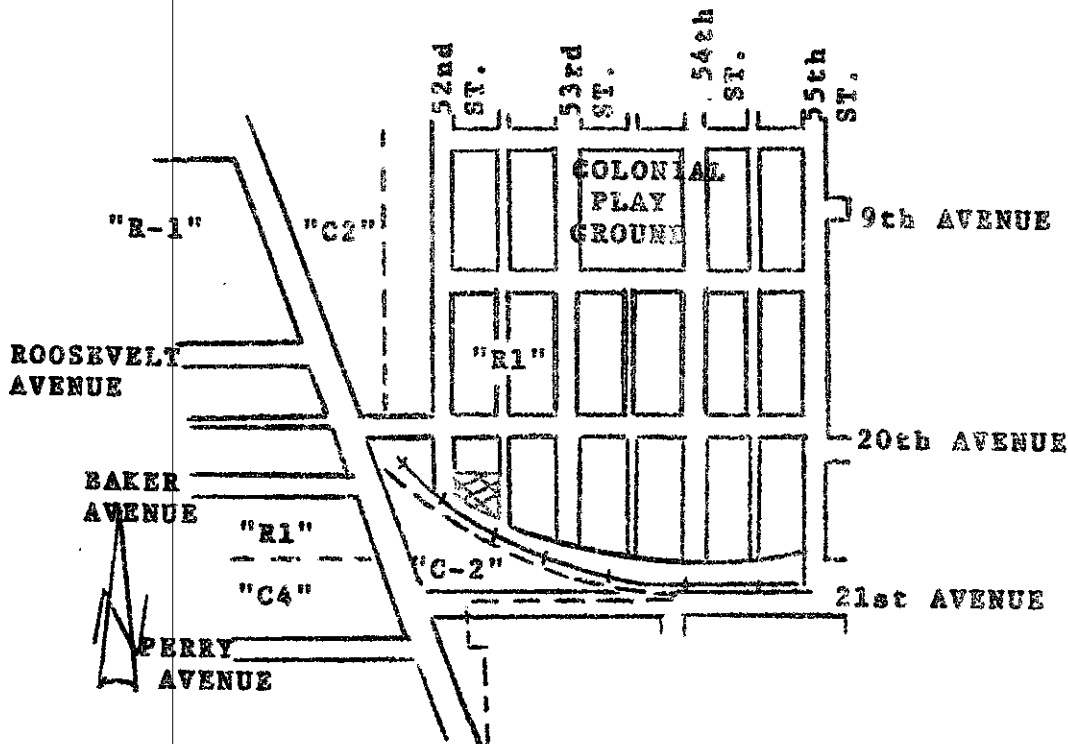 52nd ST.
53rd ST.
54th ST.
55th ST.
COLONIAL
PLAY
GROUND
"R-1"
"C2"
9th AVENUE
ROOSEVELT
AVENUE
"R1"
20th AVENUE
BAKER
AVENUE
"R1"
"C-2"
"C4"
21st AVENUE
N
PERRY
AVENUE